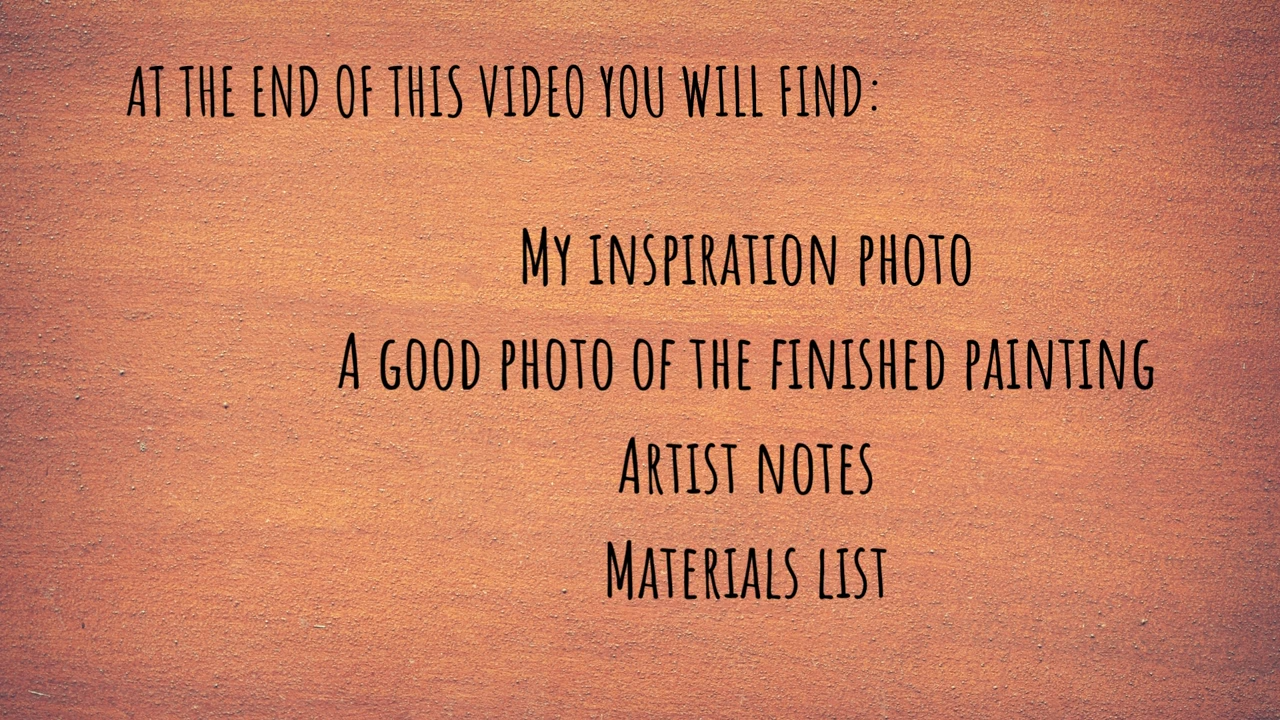 AT THE END OF THIS VIDEO YOU WILL FIND:
My inspiration photo
A good photo of the finished painting
Artist notes
Materials list